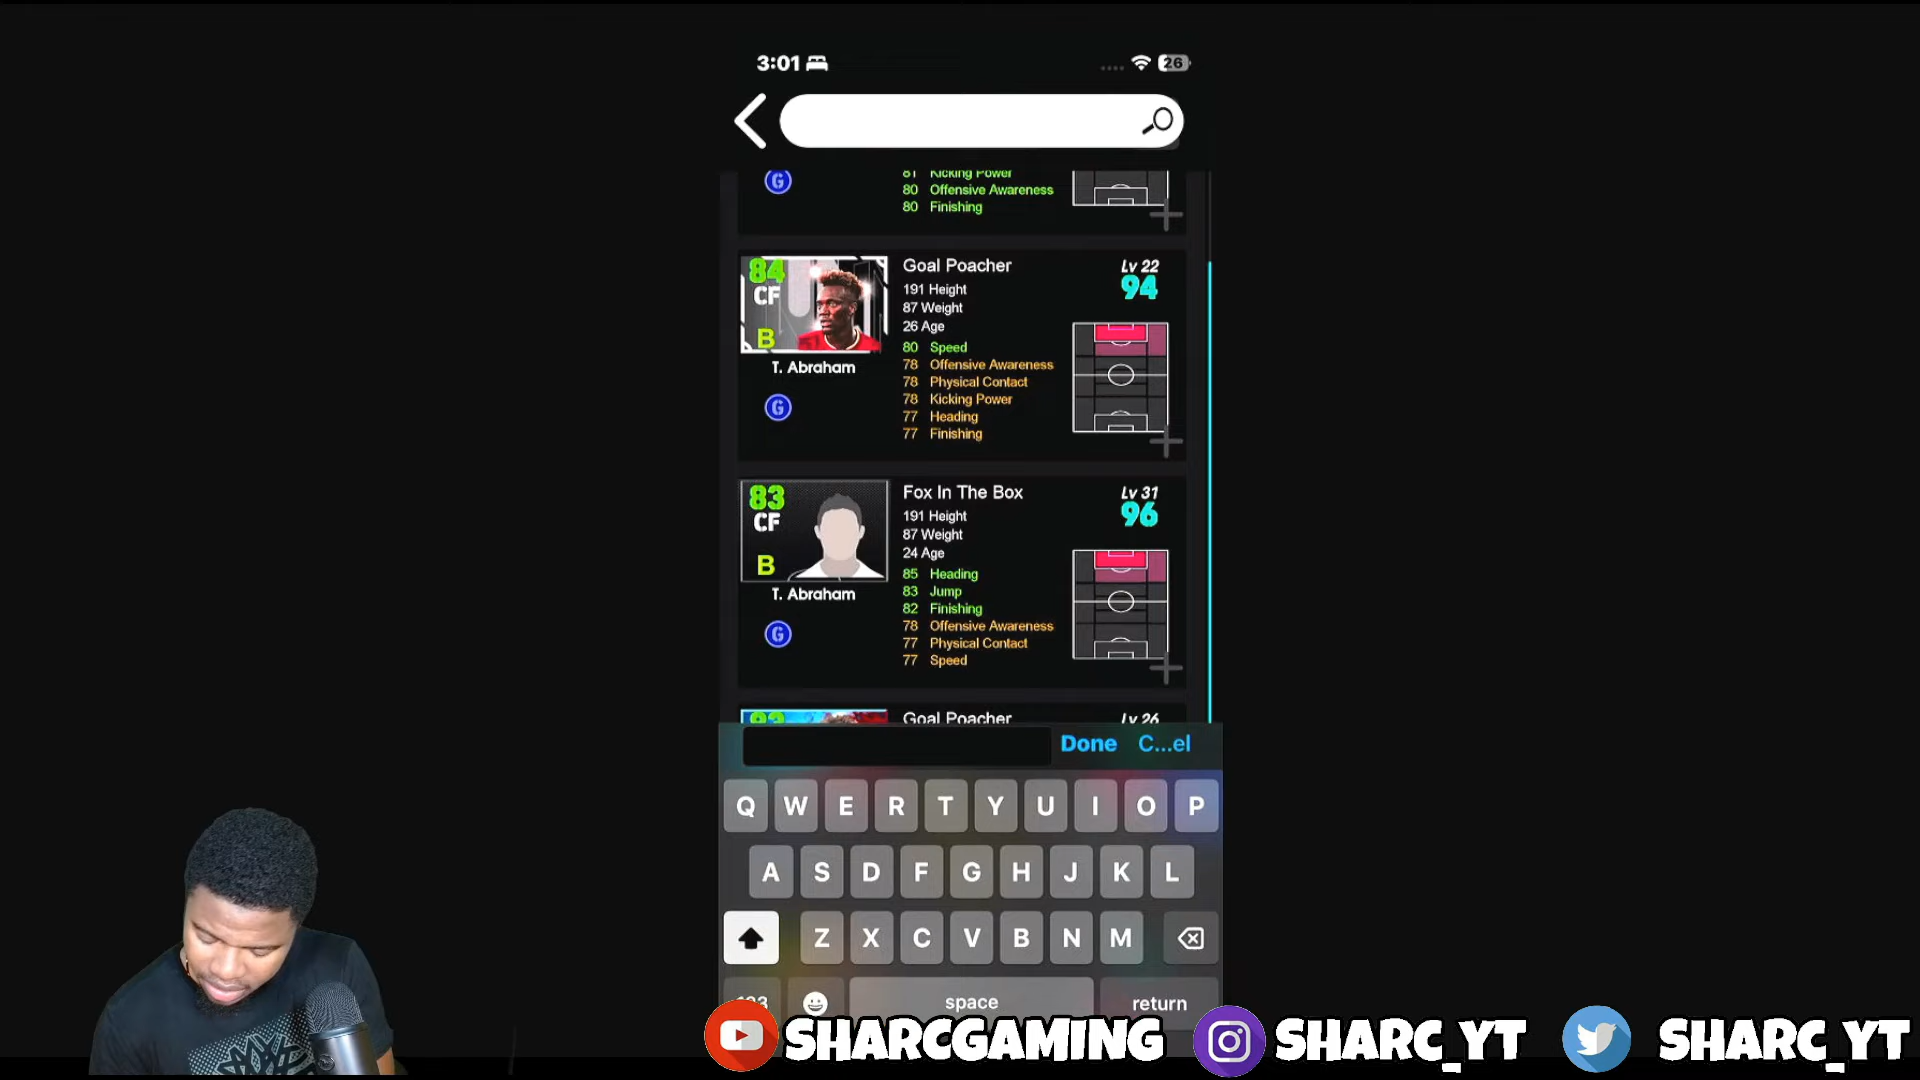 3:01
26
81 Kicking Power
80 Offensive Awareness
80 Finishing
G
84
CF
B
T. Abraham
G
Goal Poacher
191 Height
87 Weight
26 Age
80 Speed
78 Offensive Awareness
78 Physical Contact
78 Kicking Power
77 Heading
77 Finishing
Lv 22
94
83
CF
B
T. Abraham
G
Fox In The Box
191 Height
87 Weight
24 Age
85 Heading
83 Jump
82 Finishing
78 Offensive Awareness
77 Physical Contact
77 Speed
Lv 31
96
Goal Poacher
Lv 26
Done C...el
Q W E R T Y U I O P
A S D F G H J K L
Z X C V B N M
123 space return
SHARCGAMING SHARC_YT SHARC_YT